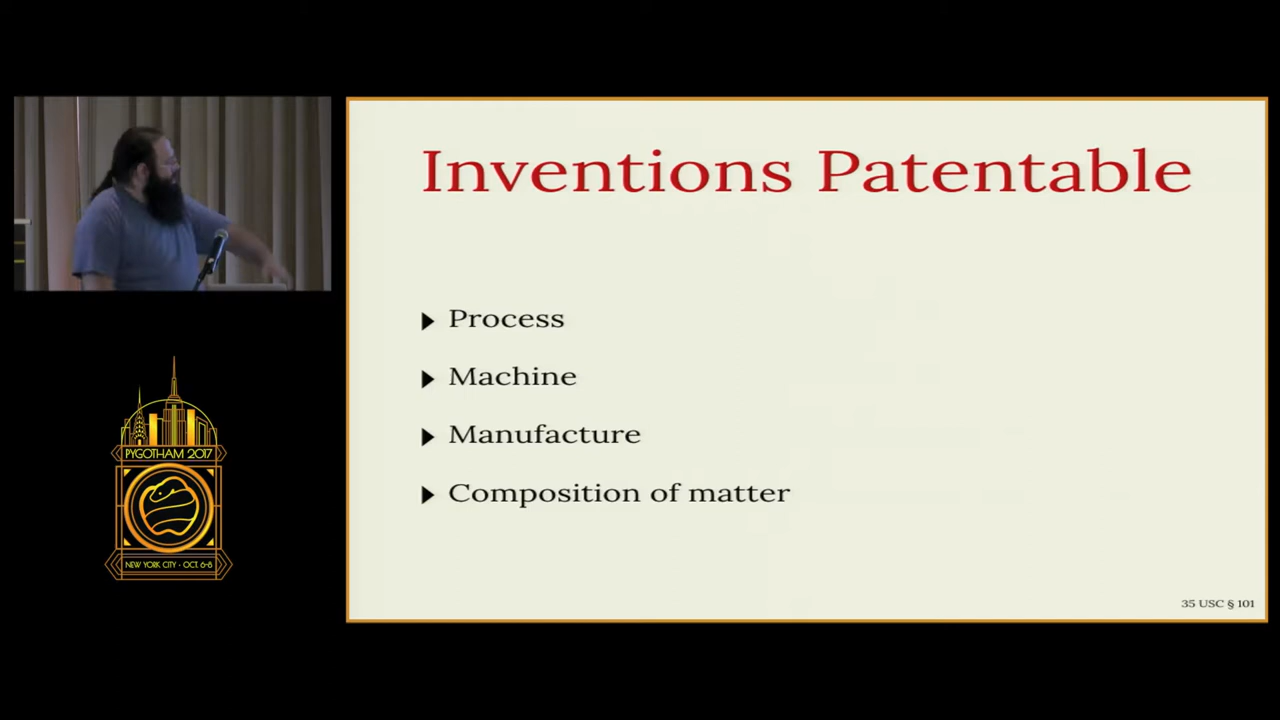 Inventions Patentable
Process
Machine
Manufacture
Composition of matter
35 USC § 101
PYGOTHAM 2017
NEW YORK CITY • OCT. 6-8